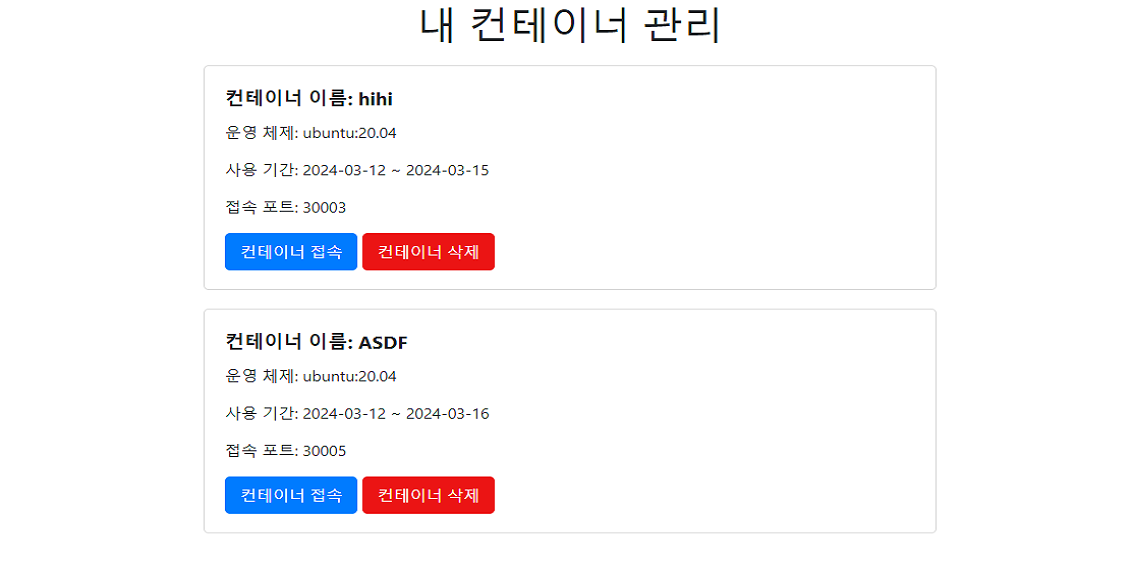 내 컨테이너 관리
컨테이너 이름: hihi
운영 체제: ubuntu:20.04
사용 기간: 2024-03-12 ~ 2024-03-15
접속 포트: 30003
컨테이너 접속 컨테이너 삭제
컨테이너 이름: ASDF
운영 체제: ubuntu:20.04
사용 기간: 2024-03-12 ~ 2024-03-16
접속 포트: 30005
컨테이너 접속 컨테이너 삭제